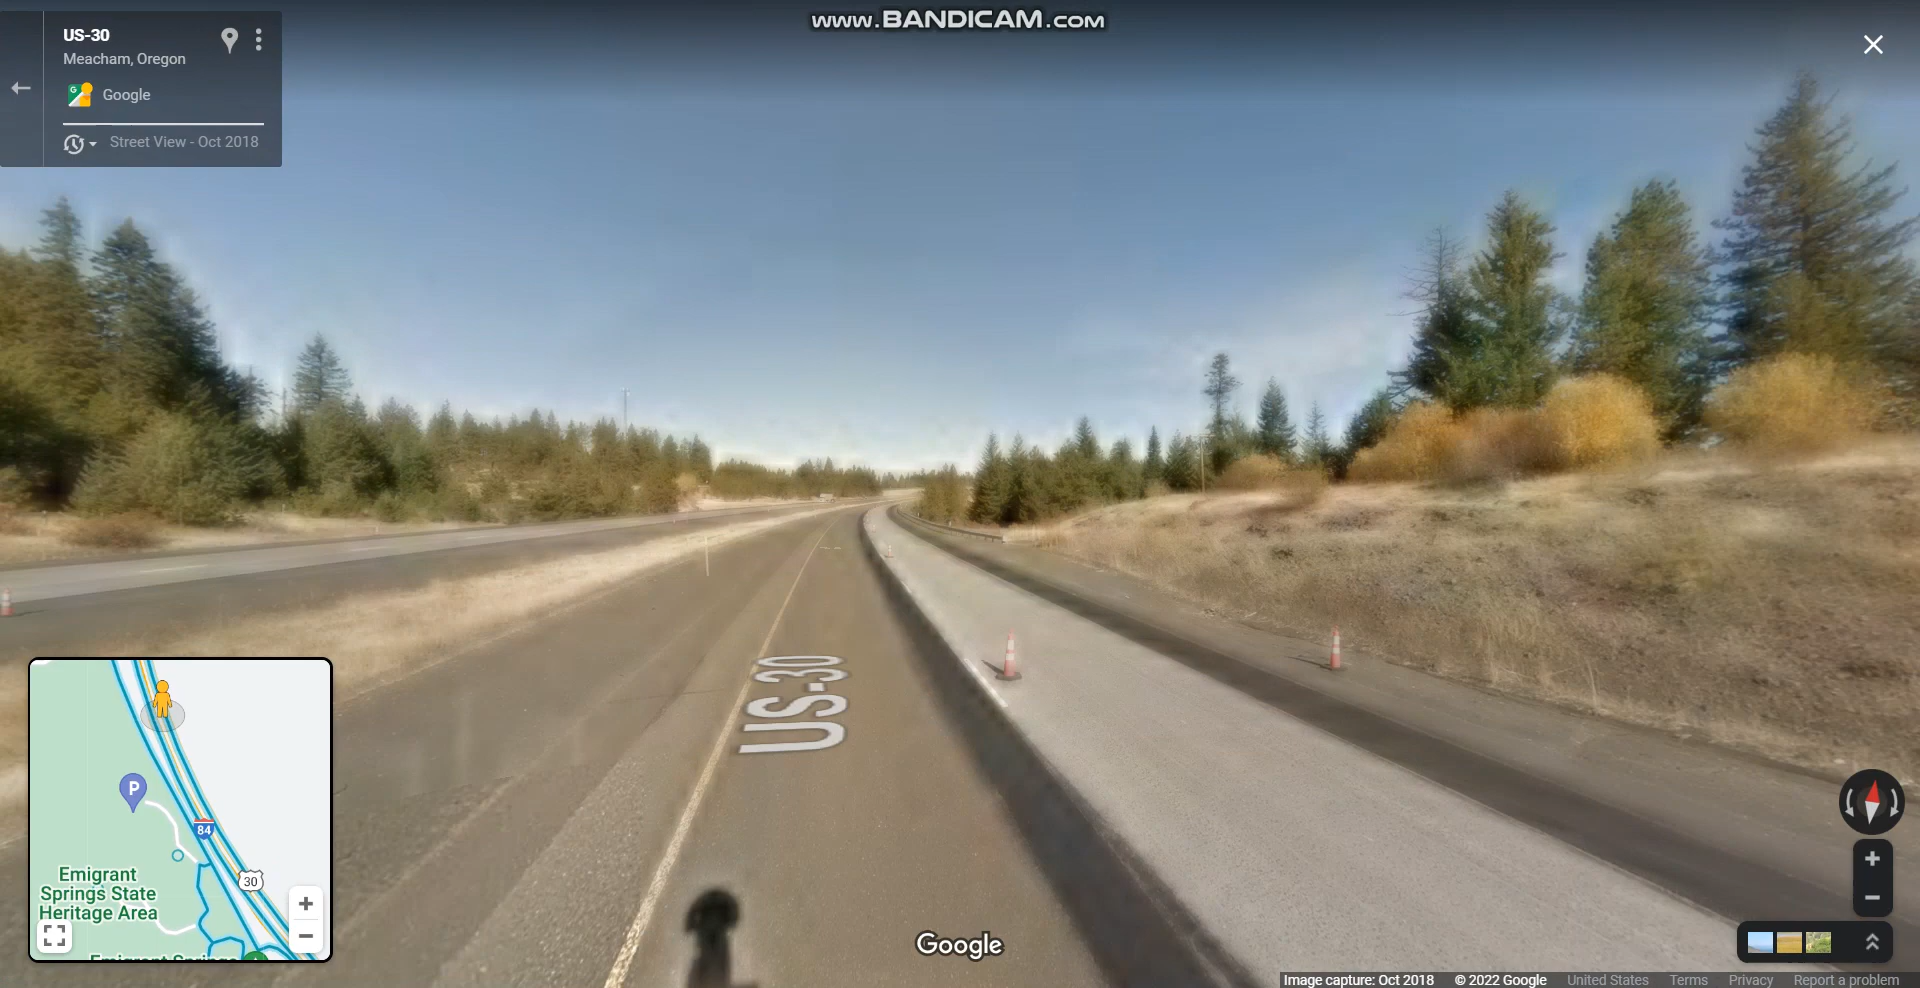 www.BANDICAM.com
US-30
Meacham, Oregon
Google
Street View - Oct 2018
US-30
P
84
30
Emigrant
Springs State
Heritage Area
Google
Image capture: Oct 2018 © 2022 Google United States Terms Privacy Report a problem